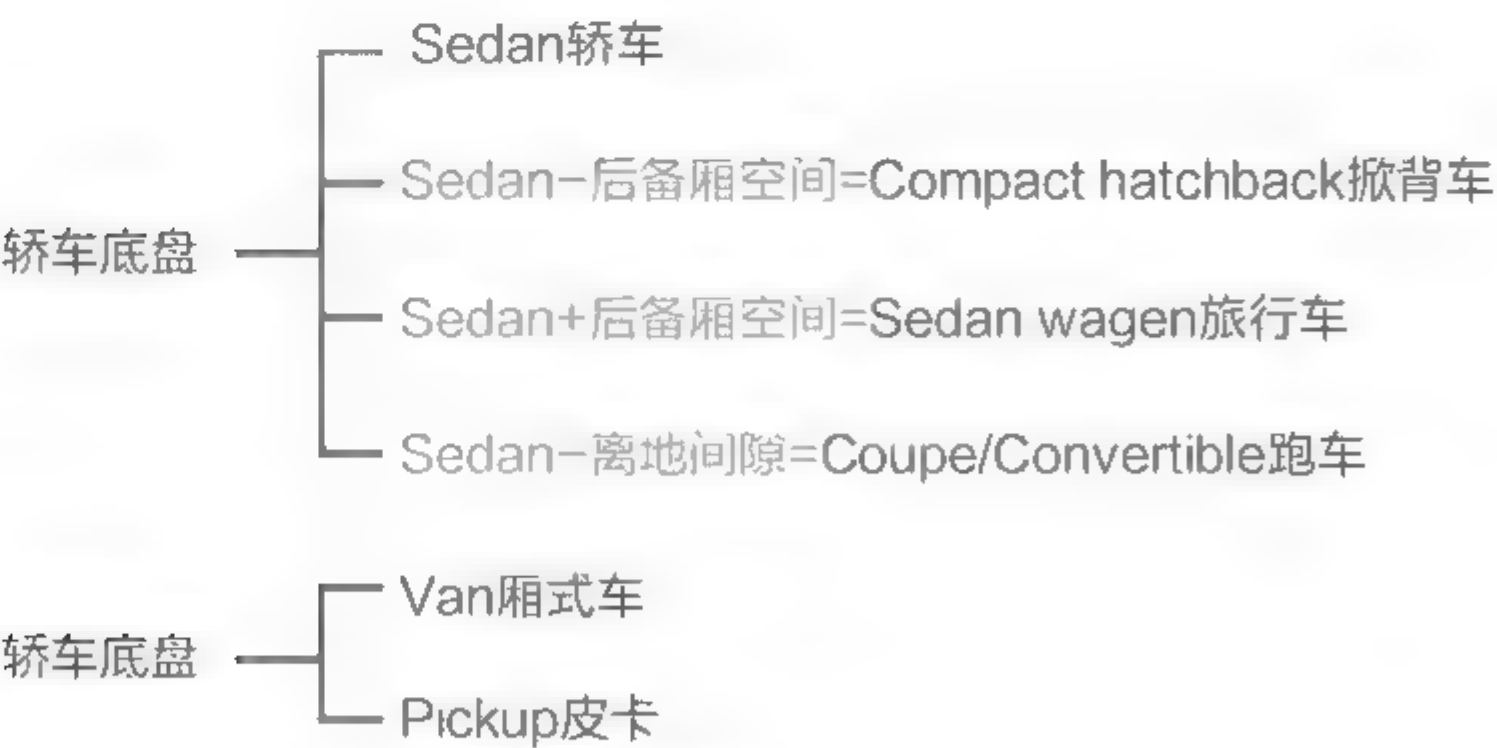 Sedan轿车
Sedan-后备厢空间=Compact hatchback掀背车
轿车底盘
Sedan+后备厢空间=Sedan wagen旅行车
Sedan-离地间隙=Coupe/Convertible跑车
Van厢式车
轿车底盘
Pickup皮卡